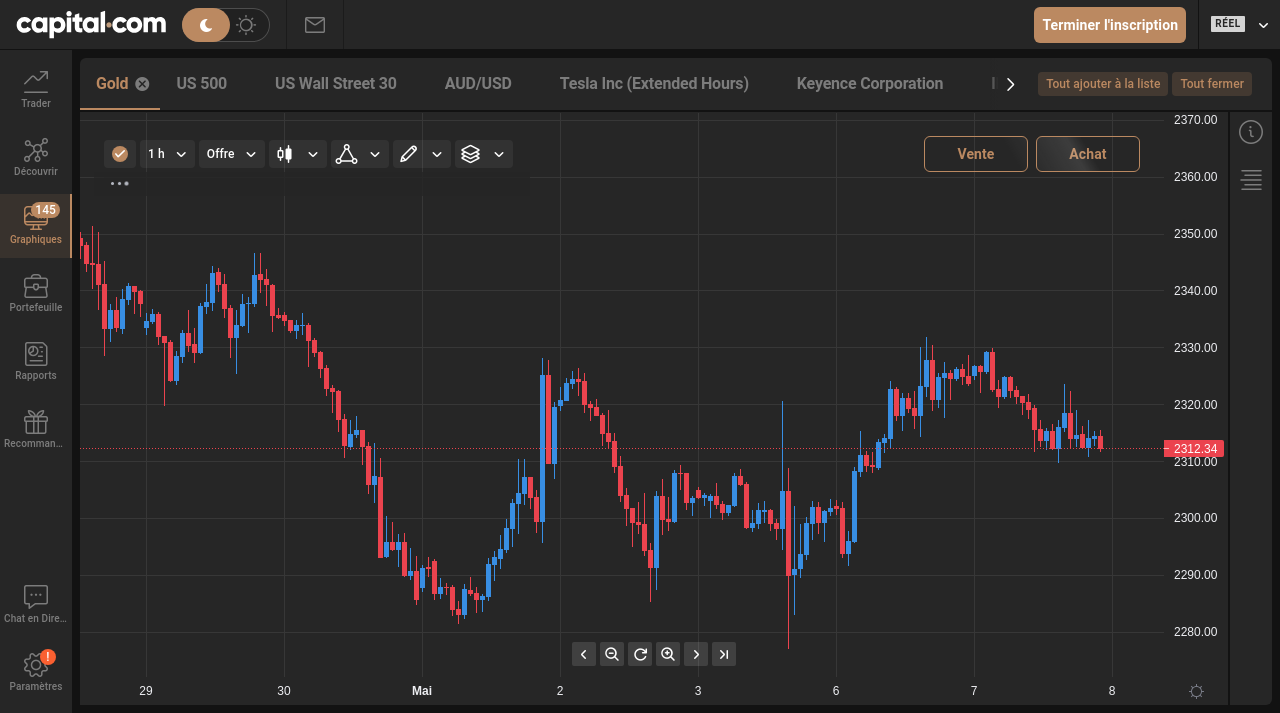 capital.com
Terminer l'inscription
RÉEL
Trader
Découvrir
145
Graphiques
Portefeuille
Rapports
Recomman...
Chat en Dire...
!
Paramètres
Gold
US 500
US Wall Street 30
AUD/USD
Tesla Inc (Extended Hours)
Keyence Corporation
Tout ajouter à la liste
Tout fermer
1 h
Offre
Vente
Achat
2370.00
2360.00
2350.00
2340.00
2330.00
2320.00
2312.34
2310.00
2300.00
2290.00
2280.00
29
30
Mai
2
3
6
7
8